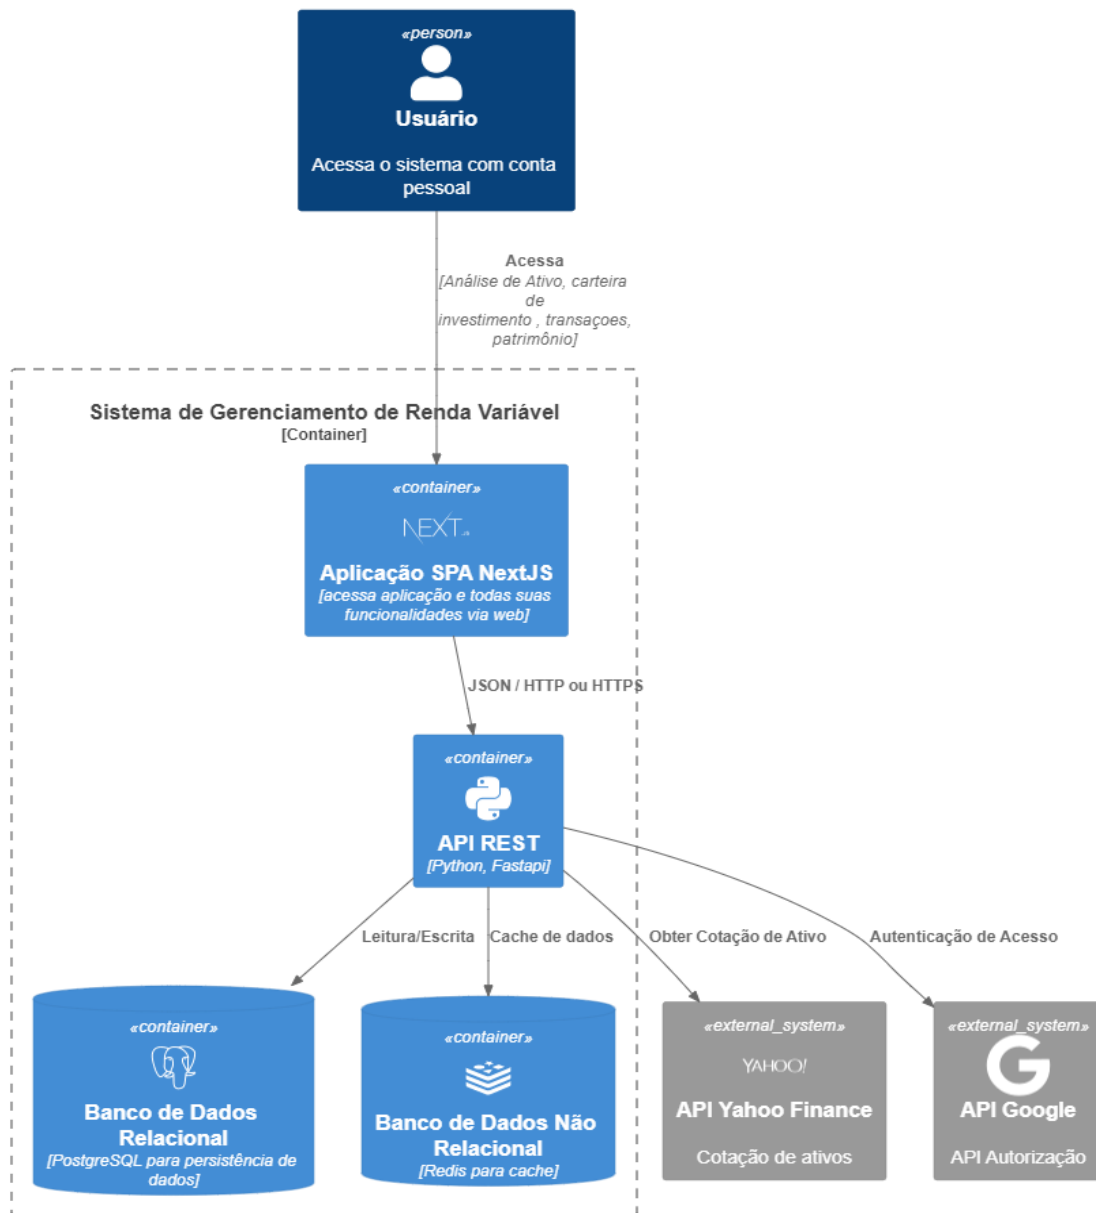 «person»
Usuário
Acessa o sistema com conta
pessoal
Acessa
[Análise de Ativo, carteira
de
investimento , transaçoes,
patrimônio]
Sistema de Gerenciamento de Renda Variável
[Container]
«container»
NEXT.JS
Aplicação SPA NextJS
[acessa aplicação e todas suas
funcionalidades via web]
JSON / HTTP ou HTTPS
«container»
API REST
[Python, Fastapi]
Leitura/Escrita
Cache de dados
Obter Cotação de Ativo
Autenticação de Acesso
«container»
Banco de Dados
Relacional
[PostgreSQL para persistência de
dados]
«container»
Banco de Dados Não
Relacional
[Redis para cache]
«external_system»
YAHOO!
API Yahoo Finance
Cotação de ativos
«external_system»
G
API Google
API Autorização